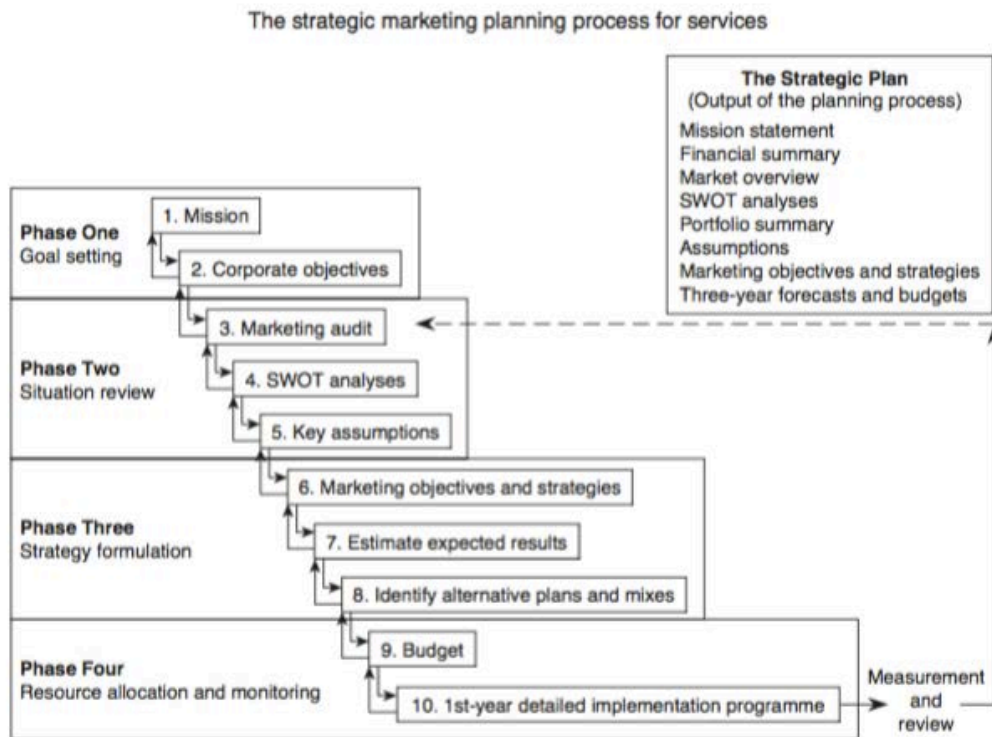 The strategic marketing planning process for services
The Strategic Plan
(Output of the planning process)
Mission statement
Financial summary
Market overview
SWOT analyses
Portfolio summary
Assumptions
Marketing objectives and strategies
Three-year forecasts and budgets
Phase One
Goal setting
1. Mission
2. Corporate objectives
Phase Two
Situation review
3. Marketing audit
4. SWOT analyses
5. Key assumptions
Phase Three
Strategy formulation
6. Marketing objectives and strategies
7. Estimate expected results
8. Identify alternative plans and mixes
Phase Four
Resource allocation and monitoring
9. Budget
10. 1st-year detailed implementation programme
Measurement
and
review